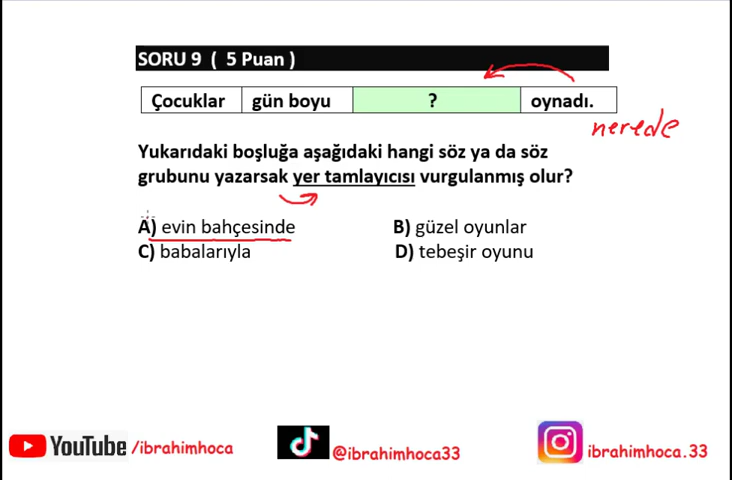 SORU 9 ( 5 Puan )
Çocuklar gün boyu ? oynadı.
nerede
Yukarıdaki boşluğa aşağıdaki hangi söz ya da söz
grubunu yazarsak yer tamlayıcısı vurgulanmış olur?
A) evin bahçesinde B) güzel oyunlar
C) babalarıyla D) tebeşir oyunu
YouTube /ibrahimhoca @ibrahimhoca33 ibrahimhoca.33